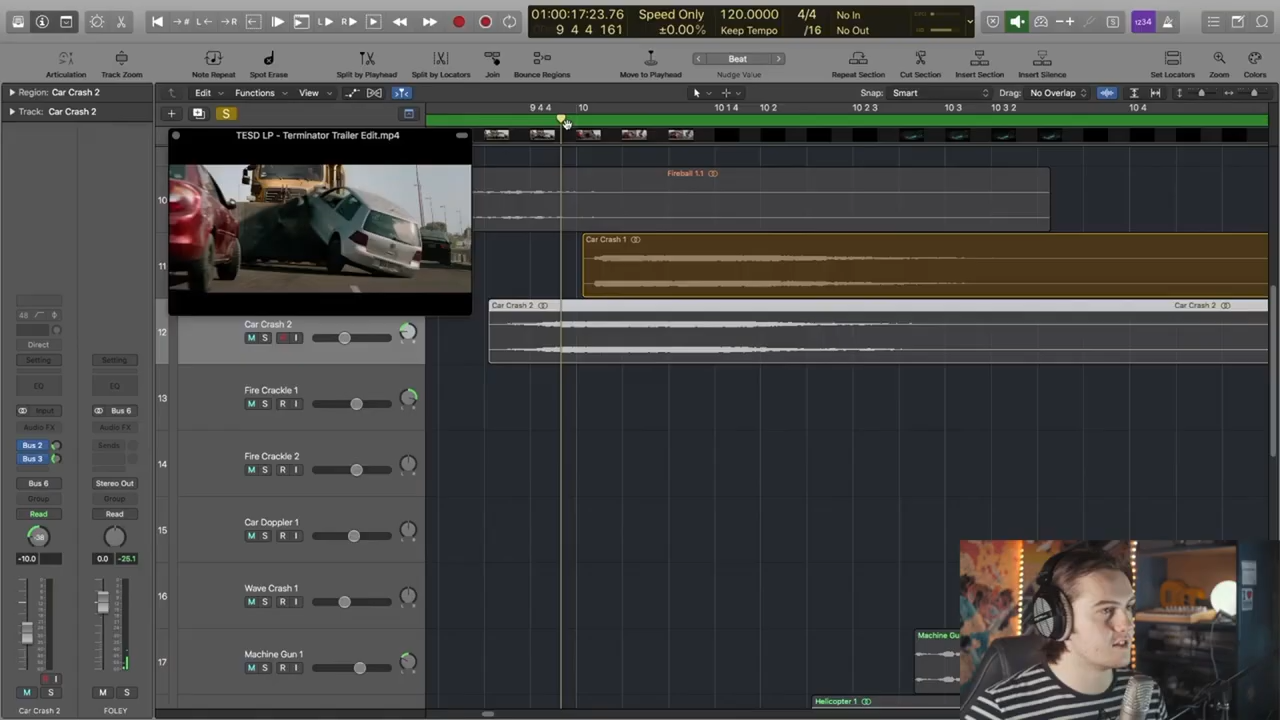 01:00:17:23.76
9 4 4 161
Speed Only
±0.00%
120.0000
Keep Tempo
4/4
/16
No In
No Out
1234
Articulation
Track Zoom
Note Repeat
Spot Erase
Split by Playhead
Split by Locators
Join
Bounce Regions
Move to Playhead
Beat
Nudge Value
Repeat Section
Cut Section
Insert Section
Insert Silence
Set Locators
Zoom
Colors
Region: Car Crash 2
Edit
Functions
View
Snap: Smart
Drag: No Overlap
Track: Car Crash 2
S
9 4 4
10
10 1 4
10 2
10 2 3
10 3
10 3 2
10 4
TESD LP - Terminator Trailer Edit.mp4
10
Fireball 1.1
11
Car Crash 1
12
Car Crash 2
M S I
Car Crash 2
Car Crash 2
13
Fire Crackle 1
M S R I
14
Fire Crackle 2
M S R I
15
Car Doppler 1
M S R I
16
Wave Crash 1
M S R I
17
Machine Gun 1
M S R I
Machine Gu
Helicopter 1
48
Direct
Setting
Setting
EQ
EQ
Input
Bus 6
Audio FX
Audio FX
Bus 2
Sends
Bus 3
Bus 6
Stereo Out
Group
Group
Read
Read
-38
-10.0
0.0
-25.1
I
M S
M S
Car Crash 2
FOLEY